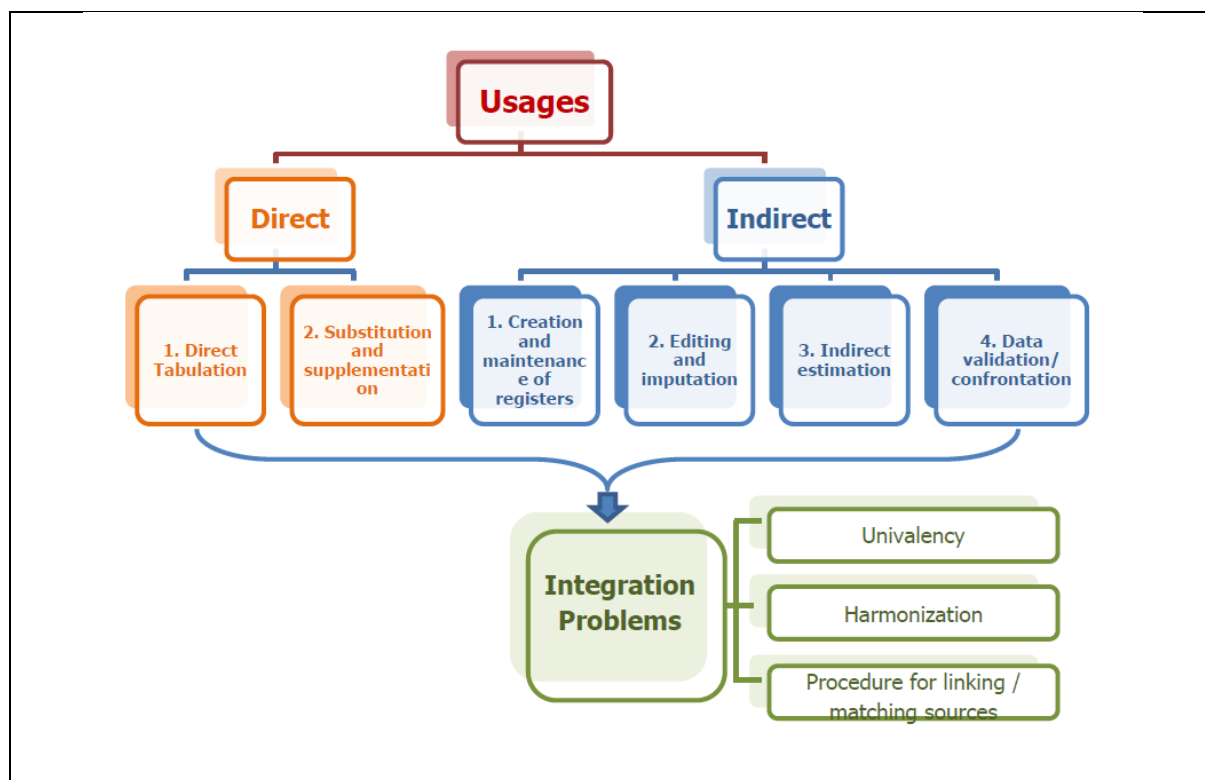 Usages
Direct
Indirect
1. Direct
Tabulation
2. Substitution
and
supplementati
on
1. Creation
and
maintenanc
e of
registers
2. Editing
and
imputation
3. Indirect
estimation
4. Data
validation/
confrontation
Integration
Problems
Univalency
Harmonization
Procedure for linking /
matching sources